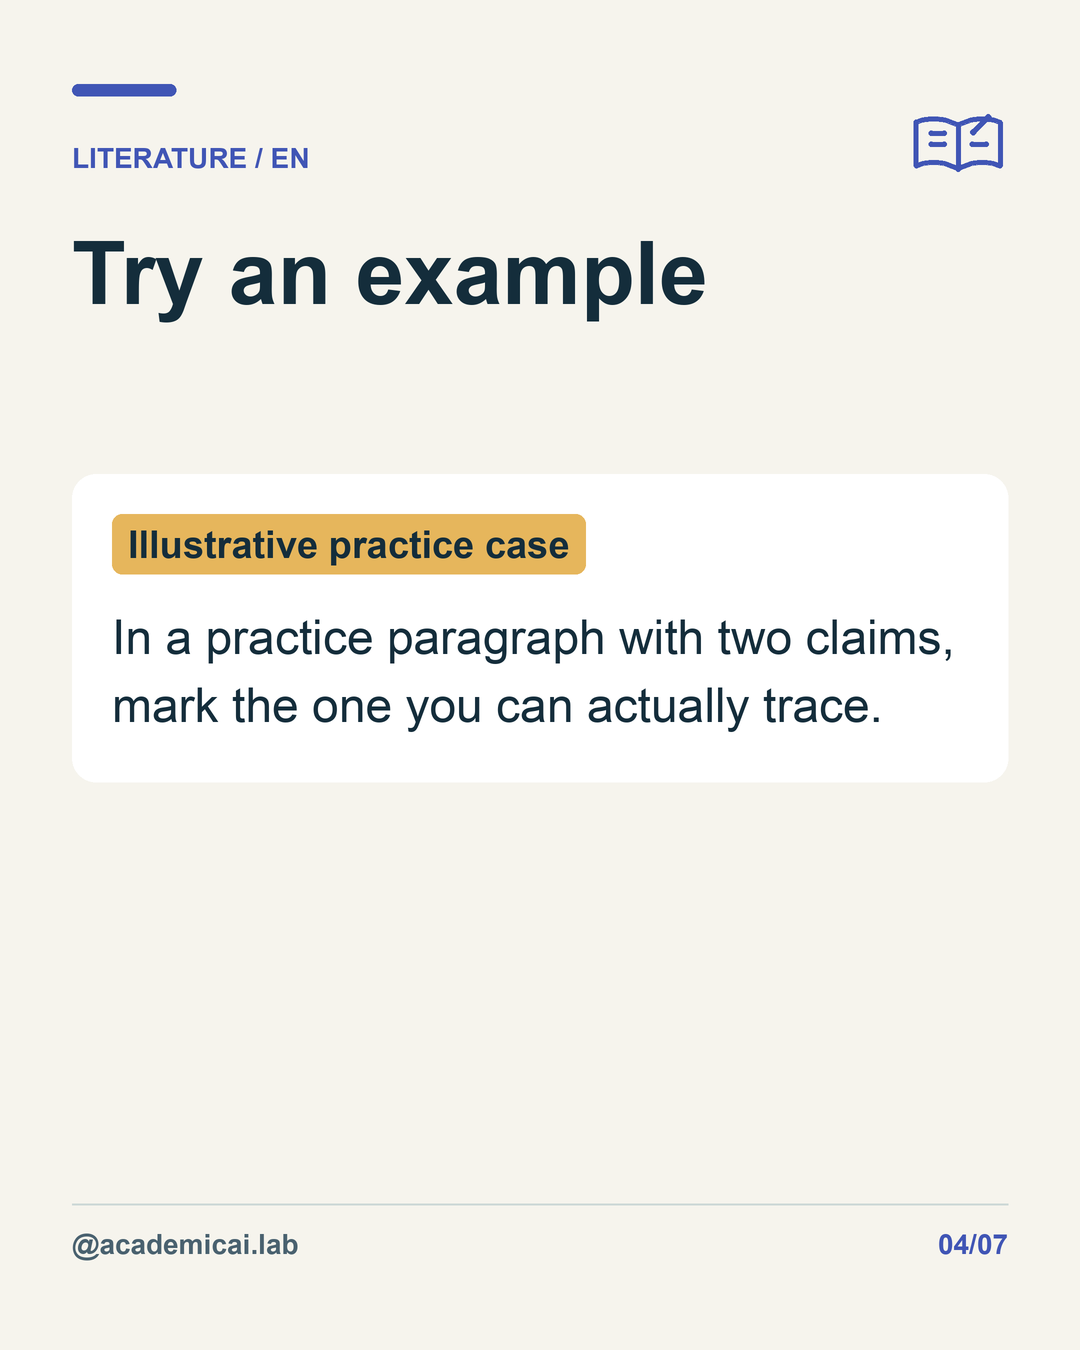 LITERATURE / EN
Try an example
Illustrative practice case
In a practice paragraph with two claims,
mark the one you can actually trace.
@academicai.lab
04/07